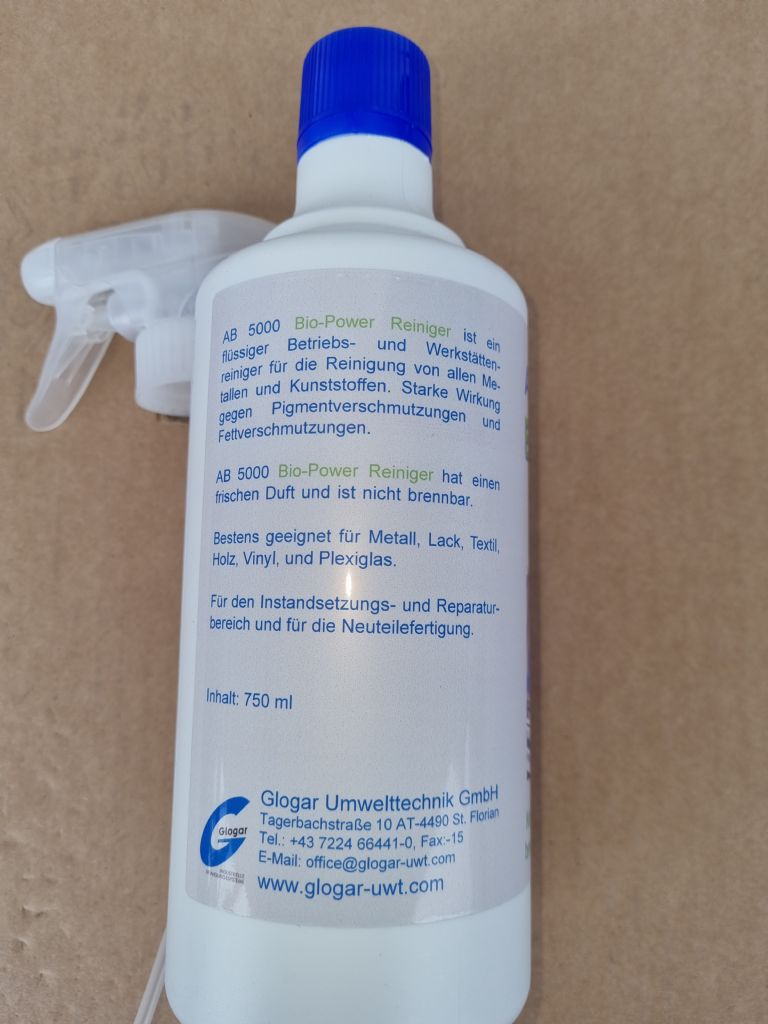 AB 5000 Bio-Power Reiniger ist ein
flüssiger Betriebs- und Werkstätten-
reiniger für die Reinigung von allen Me-
tallen und Kunststoffen. Starke Wirkung
gegen Pigmentverschmutzungen und
Fettverschmutzungen.
AB 5000 Bio-Power Reiniger hat einen
frischen Duft und ist nicht brennbar.
Bestens geeignet für Metall, Lack, Textil,
Holz, Vinyl, und Plexiglas.
Für den Instandsetzungs- und Reparatur-
bereich und für die Neuteilefertigung.
Inhalt: 750 ml
Glogar
Glogar Umwelttechnik GmbH
Tagerbachstraße 10 AT-4490 St. Florian
Tel.: +43 7224 66441-0, Fax:-15
E-Mail: office@glogar-uwt.com
www.glogar-uwt.com